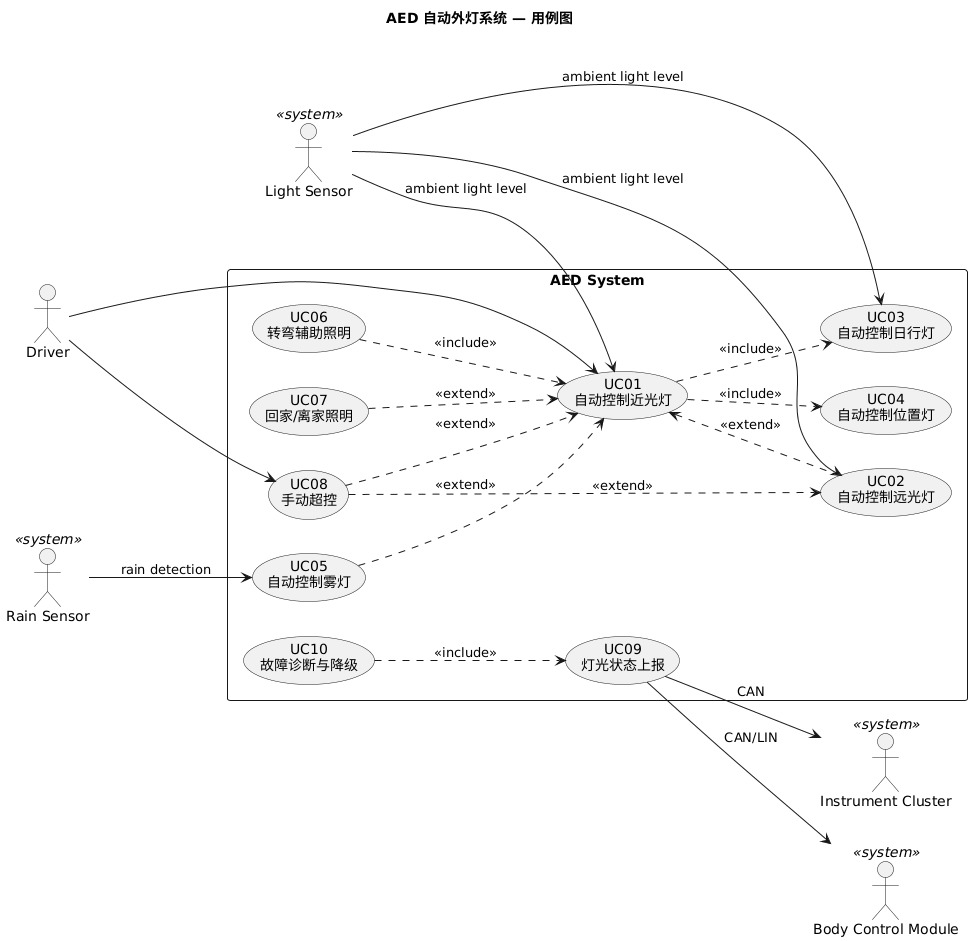 AED 自动外灯系统 — 用例图
ambient light level
«system»
Light Sensor
ambient light level
ambient light level
AED System
Driver
UC06
转弯辅助照明
«include»
UC03
自动控制日行灯
«include»
UC01
自动控制近光灯
UC07
回家/离家照明
«extend»
«include»
UC04
自动控制位置灯
«extend»
«extend»
UC08
手动超控
«extend»
«extend»
UC02
自动控制远光灯
«system»
Rain Sensor
rain detection
UC05
自动控制雾灯
UC10
故障诊断与降级
«include»
UC09
灯光状态上报
CAN
CAN/LIN
«system»
Instrument Cluster
«system»
Body Control Module